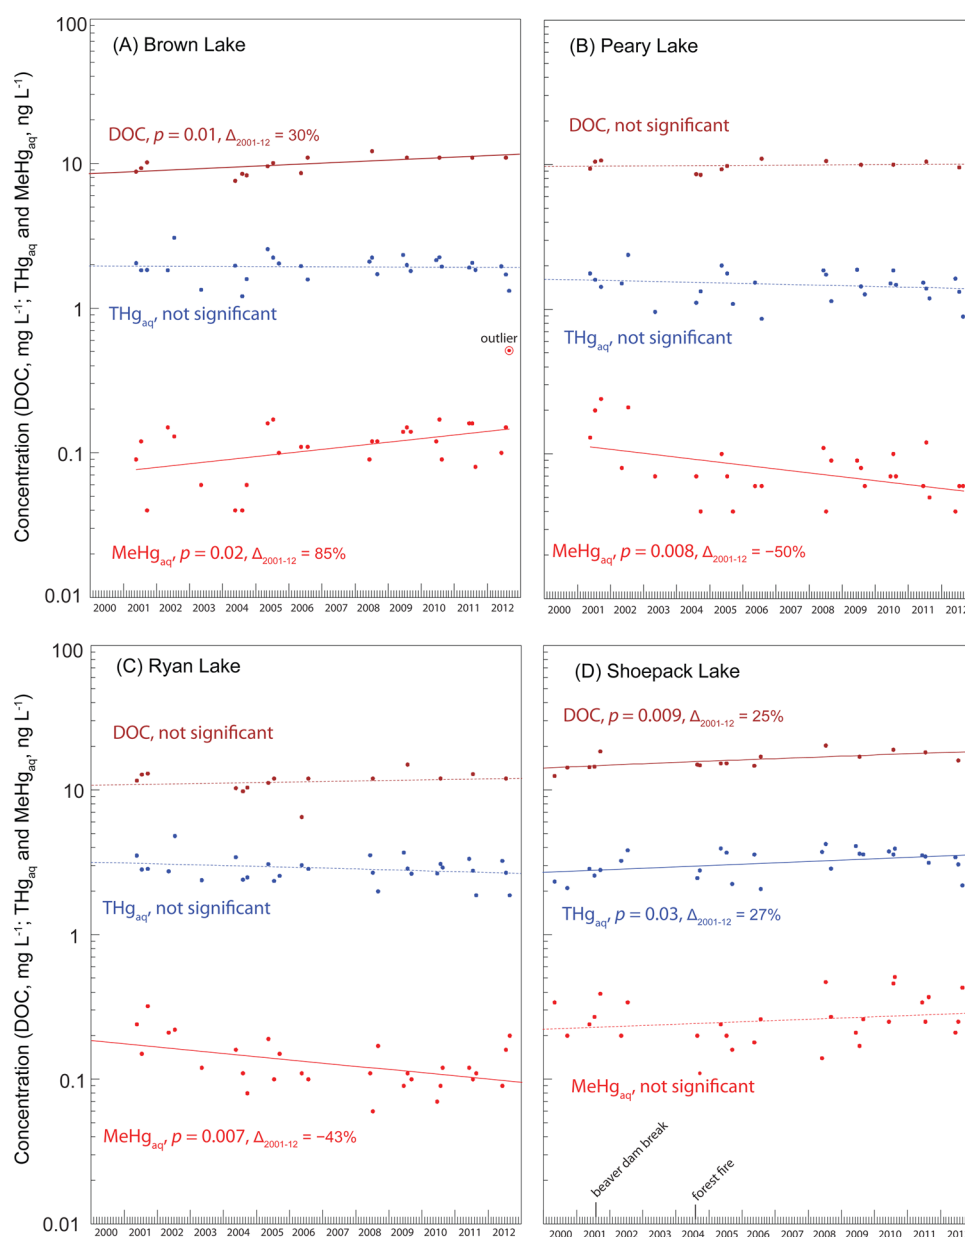 Concentration (DOC, mg L⁻¹; THgaq and MeHgaq, ng L⁻¹)
100
10
1
0.1
0.01
(A) Brown Lake
DOC, p = 0.01, Δ2001-12 = 30%
THgaq, not significant
outlier
MeHgaq, p = 0.02, Δ2001-12 = 85%
2000 2001 2002 2003 2004 2005 2006 2007 2008 2009 2010 2011 2012
(B) Peary Lake
DOC, not significant
THgaq, not significant
MeHgaq, p = 0.008, Δ2001-12 = −50%
2000 2001 2002 2003 2004 2005 2006 2007 2008 2009 2010 2011 2012
Concentration (DOC, mg L⁻¹; THgaq and MeHgaq, ng L⁻¹)
100
10
1
0.1
0.01
(C) Ryan Lake
DOC, not significant
THgaq, not significant
MeHgaq, p = 0.007, Δ2001-12 = −43%
2000 2001 2002 2003 2004 2005 2006 2007 2008 2009 2010 2011 2012
(D) Shoepack Lake
DOC, p = 0.009, Δ2001-12 = 25%
THgaq, p = 0.03, Δ2001-12 = 27%
MeHgaq, not significant
beaver dam break
forest fire
2000 2001 2002 2003 2004 2005 2006 2007 2008 2009 2010 2011